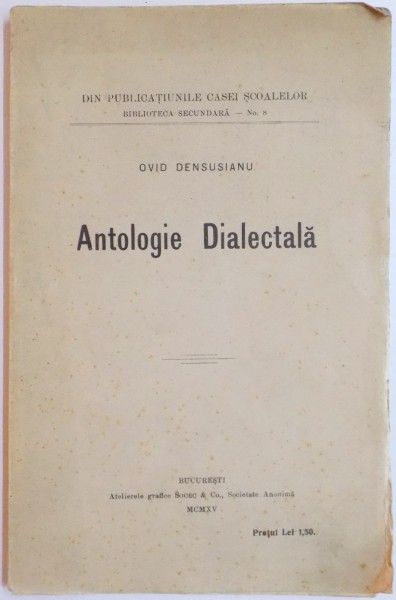 DIN PUBLICAȚIUNILE CASEI ȘCOALELOR
BIBLIOTECA SECUNDARĂ — No. 8
OVID DENSUSIANU
Antologie Dialectală
BUCUREȘTI
Atelierele grafice SOCEC & Co., Societate Anonimă
MCMXV
Prețul Lei 1,50.